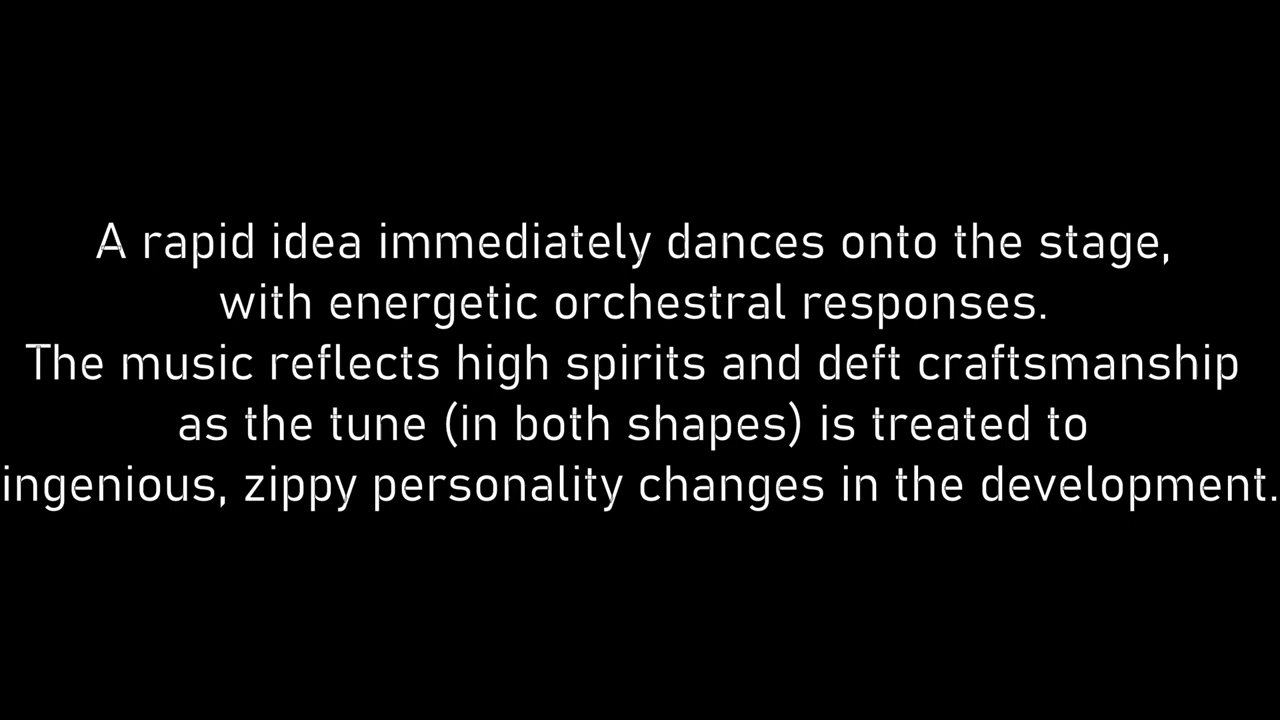 A rapid idea immediately dances onto the stage,
with energetic orchestral responses.
The music reflects high spirits and deft craftsmanship
as the tune (in both shapes) is treated to
ingenious, zippy personality changes in the development.